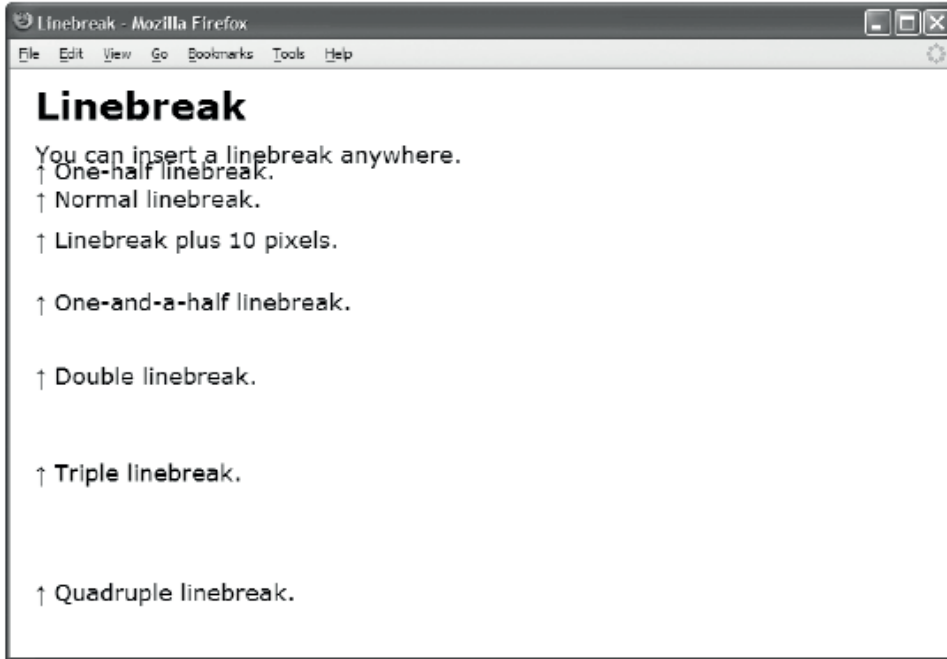 Linebreak - Mozilla Firefox
File Edit View Go Bookmarks Tools Help
Linebreak
You can insert a linebreak anywhere.
↑ One-half linebreak.
↑ Normal linebreak.
↑ Linebreak plus 10 pixels.
↑ One-and-a-half linebreak.
↑ Double linebreak.
↑ Triple linebreak.
↑ Quadruple linebreak.